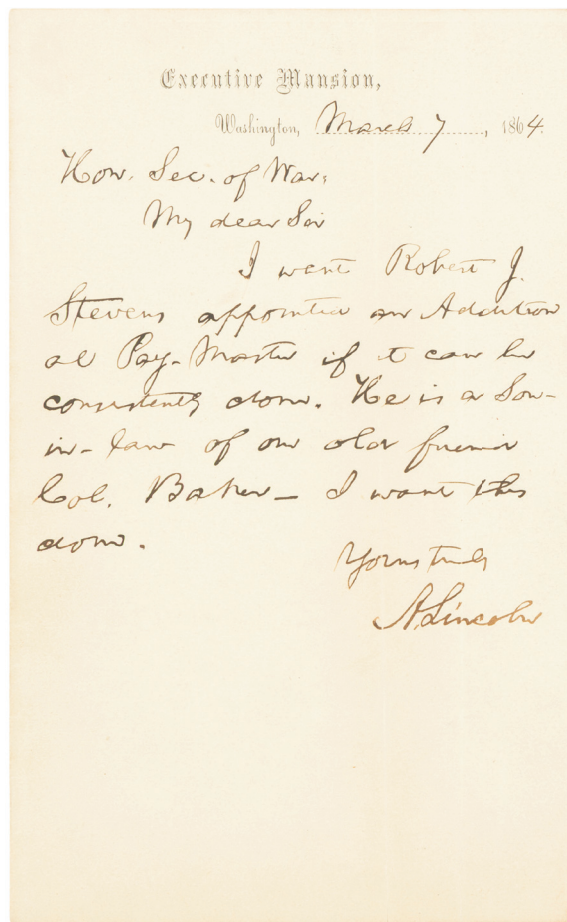 Executive Mansion,
Washington, March 7, 1864.
Hon. Sec. of War,
My dear Sir
I want Robert J.
Stevens appointed an Addition
al Pay-Master if it can be
consistently done. He is a Son-
in-law of our old friend
Col. Baker— I want this
done.
Yours truly
A. Lincoln